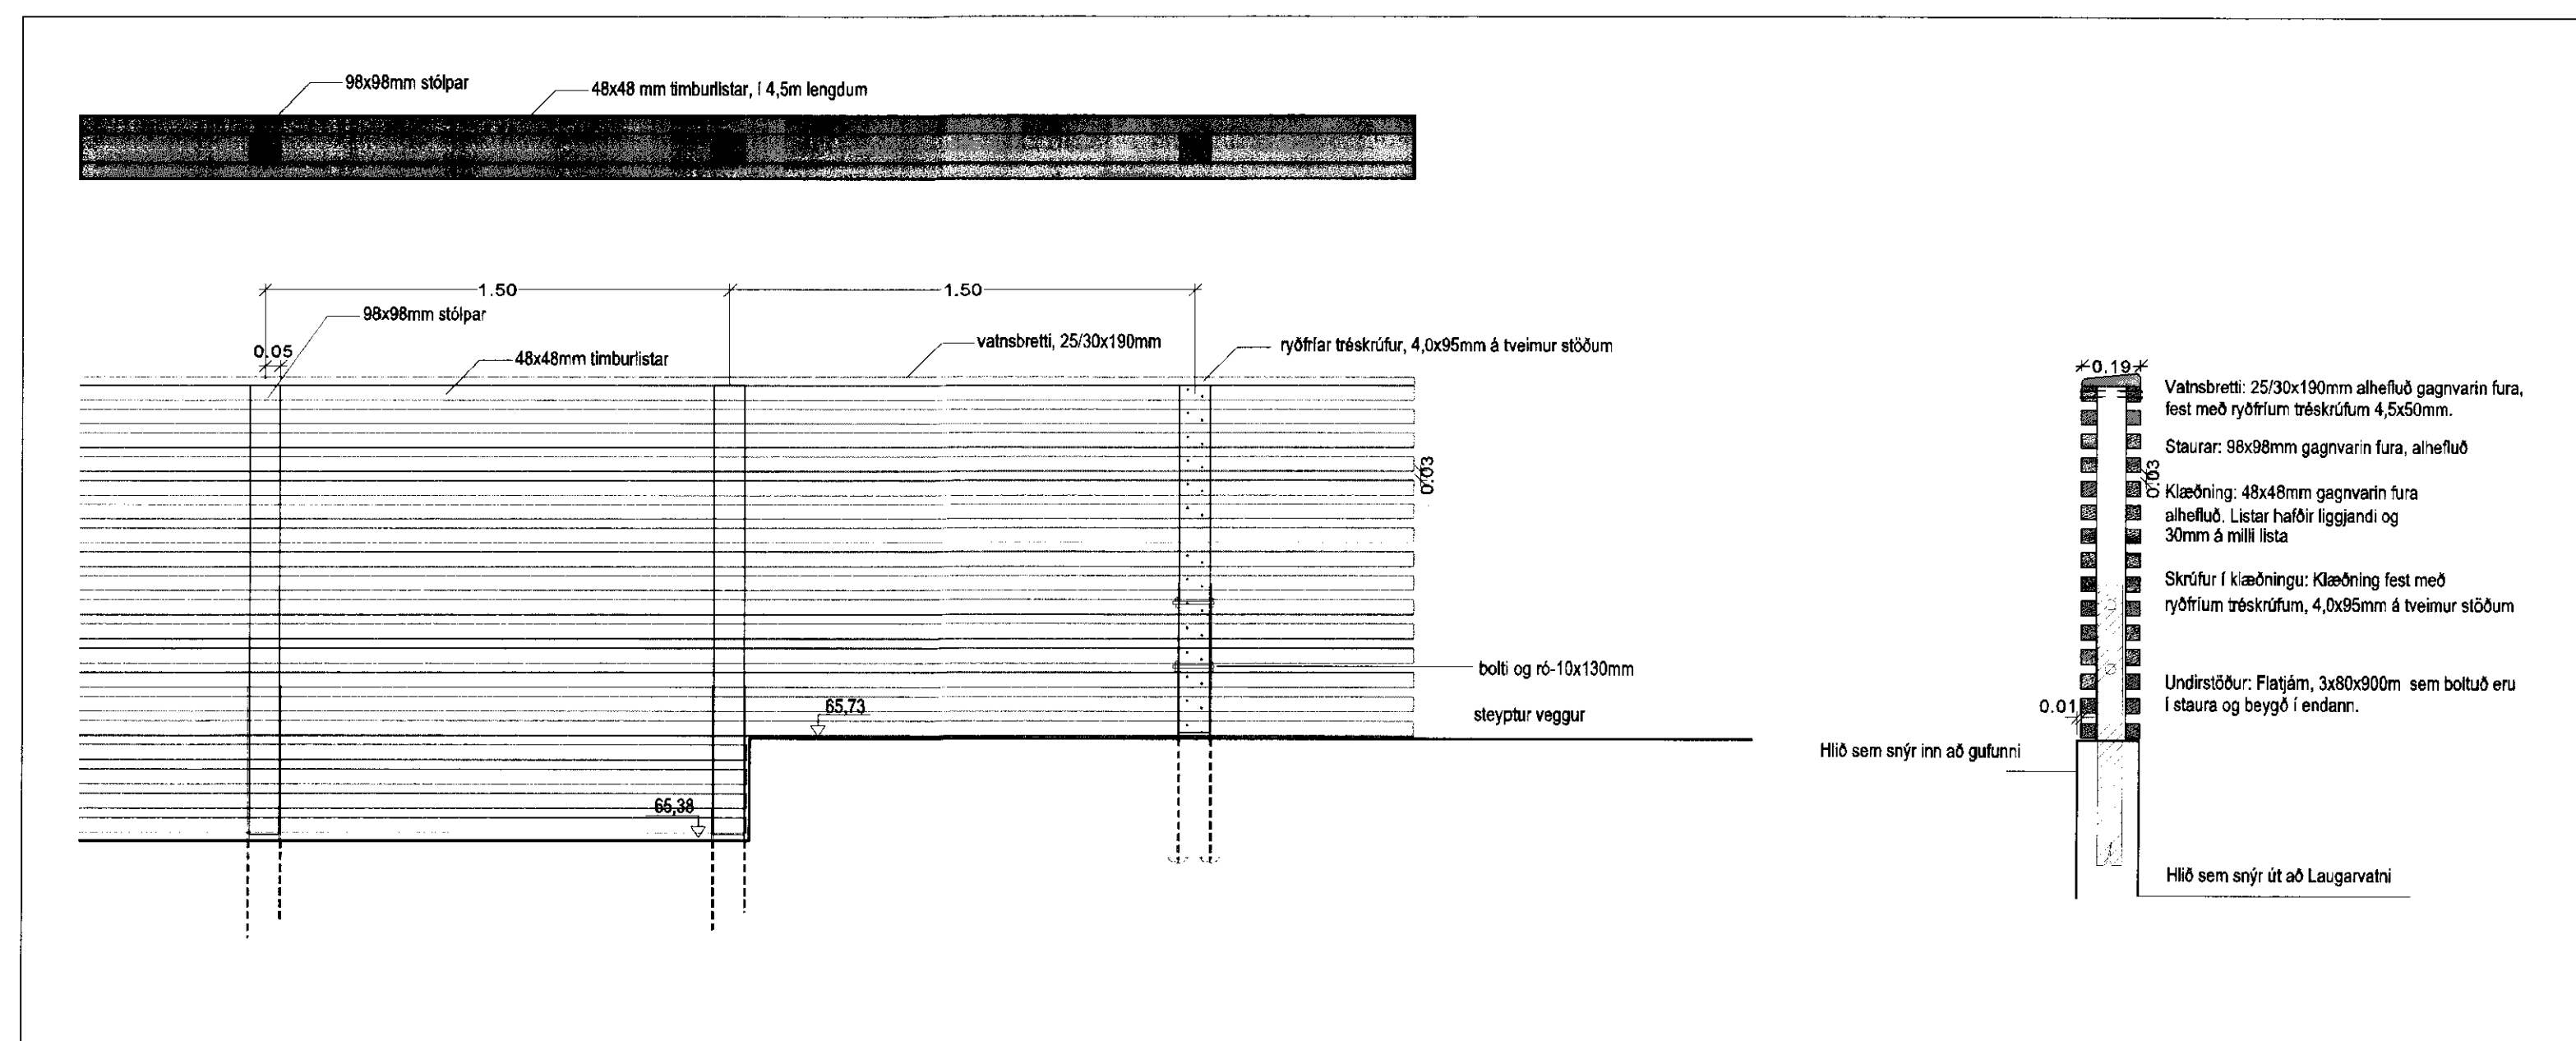 98x98mm stólpar
48x48 mm timburlistar, í 4,5m lengdum
1.50
1.50
98x98mm stólpar
0.05
48x48mm timburlistar
vatnsbretti, 25/30x190mm
ryðfríar tréskrúfur, 4,0x95mm á tveimur stöðum
0.03
bolti og ró-10x130mm
65,73
steyptur veggur
65,38
0.19
Vatnsbretti: 25/30x190mm alhefluð gagnvarin fura,
fest með ryðfríum tréskrúfum 4,5x50mm.
Staurar: 98x98mm gagnvarin fura, alhefluð
0.03
Klæðning: 48x48mm gagnvarin fura
alhefluð. Listar hafðir liggjandi og
30mm á milli lista
Skrúfur í klæðningu: Klæðning fest með
ryðfríum tréskrúfum, 4,0x95mm á tveimur stöðum
Undirstöður: Flatjárn, 3x80x900m sem boltuð eru
í staura og beygð í endann.
0.01
Hlið sem snýr inn að gufunni
Hlið sem snýr út að Laugarvatni